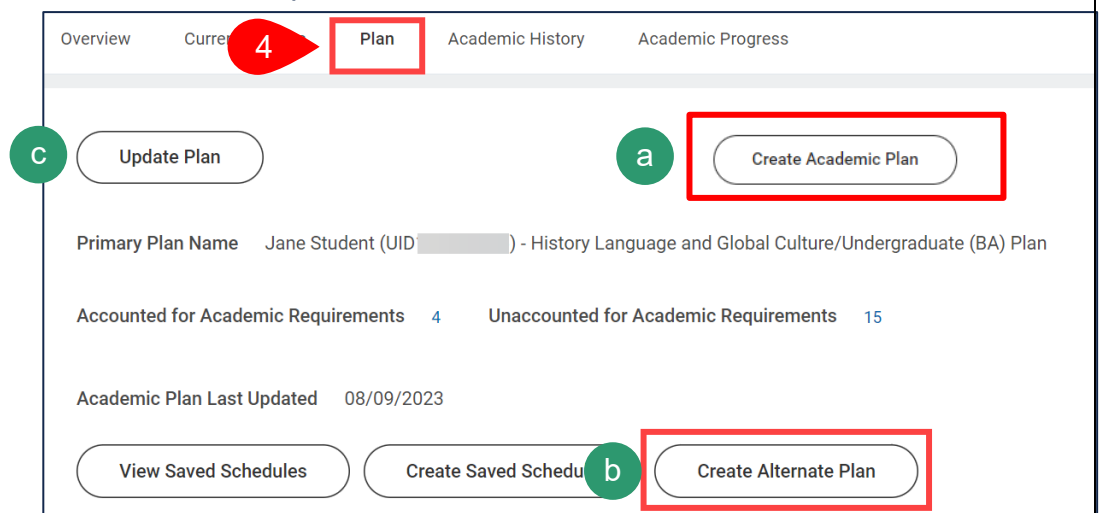 Overview Curre 4 Plan Academic History Academic Progress
c Update Plan a Create Academic Plan
Primary Plan Name Jane Student (UID ) - History Language and Global Culture/Undergraduate (BA) Plan
Accounted for Academic Requirements 4 Unaccounted for Academic Requirements 15
Academic Plan Last Updated 08/09/2023
View Saved Schedules Create Saved Schedu b Create Alternate Plan